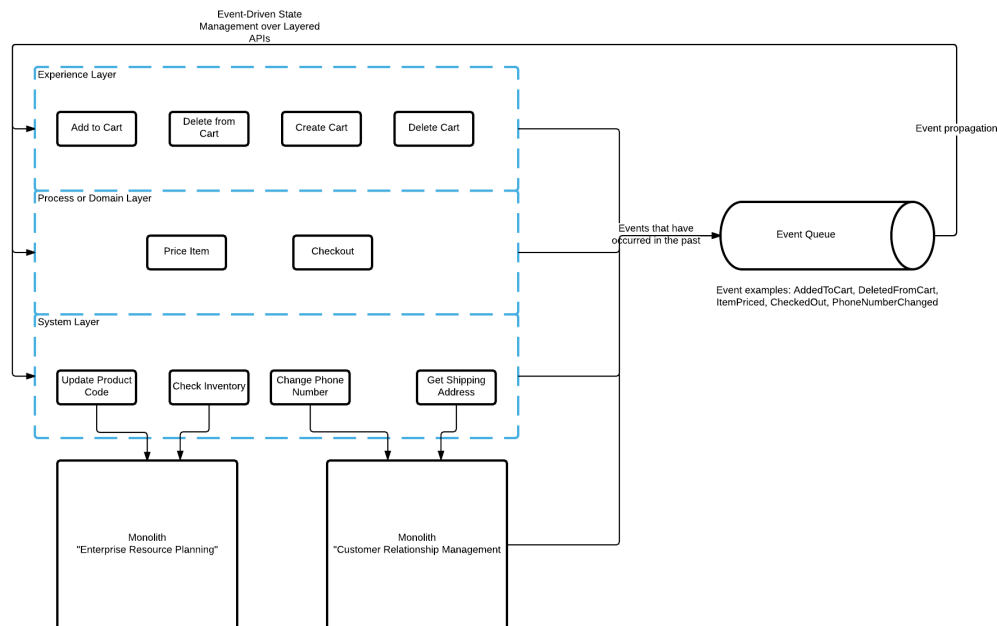 Event-Driven State
Management over Layered
APIs
Experience Layer
Add to Cart
Delete from
Cart
Create Cart
Delete Cart
Event propagation
Process or Domain Layer
Price Item
Checkout
Events that have
occurred in the past
Event Queue
Event examples: AddedToCart, DeletedFromCart,
ItemPriced, CheckedOut, PhoneNumberChanged
System Layer
Update Product
Code
Check Inventory
Change Phone
Number
Get Shipping
Address
Monolith
"Enterprise Resource Planning"
Monolith
"Customer Relationship Management